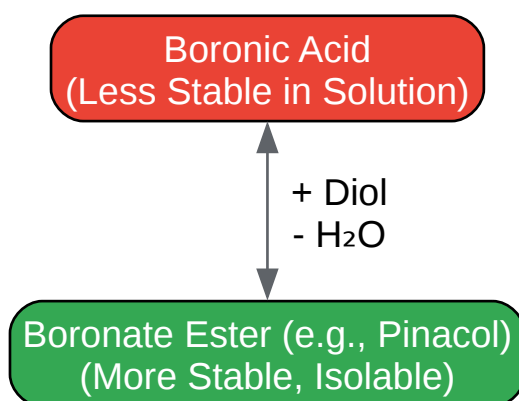 Boronic Acid
(Less Stable in Solution)
+ Diol
- H₂O
Boronate Ester (e.g., Pinacol)
(More Stable, Isolable)